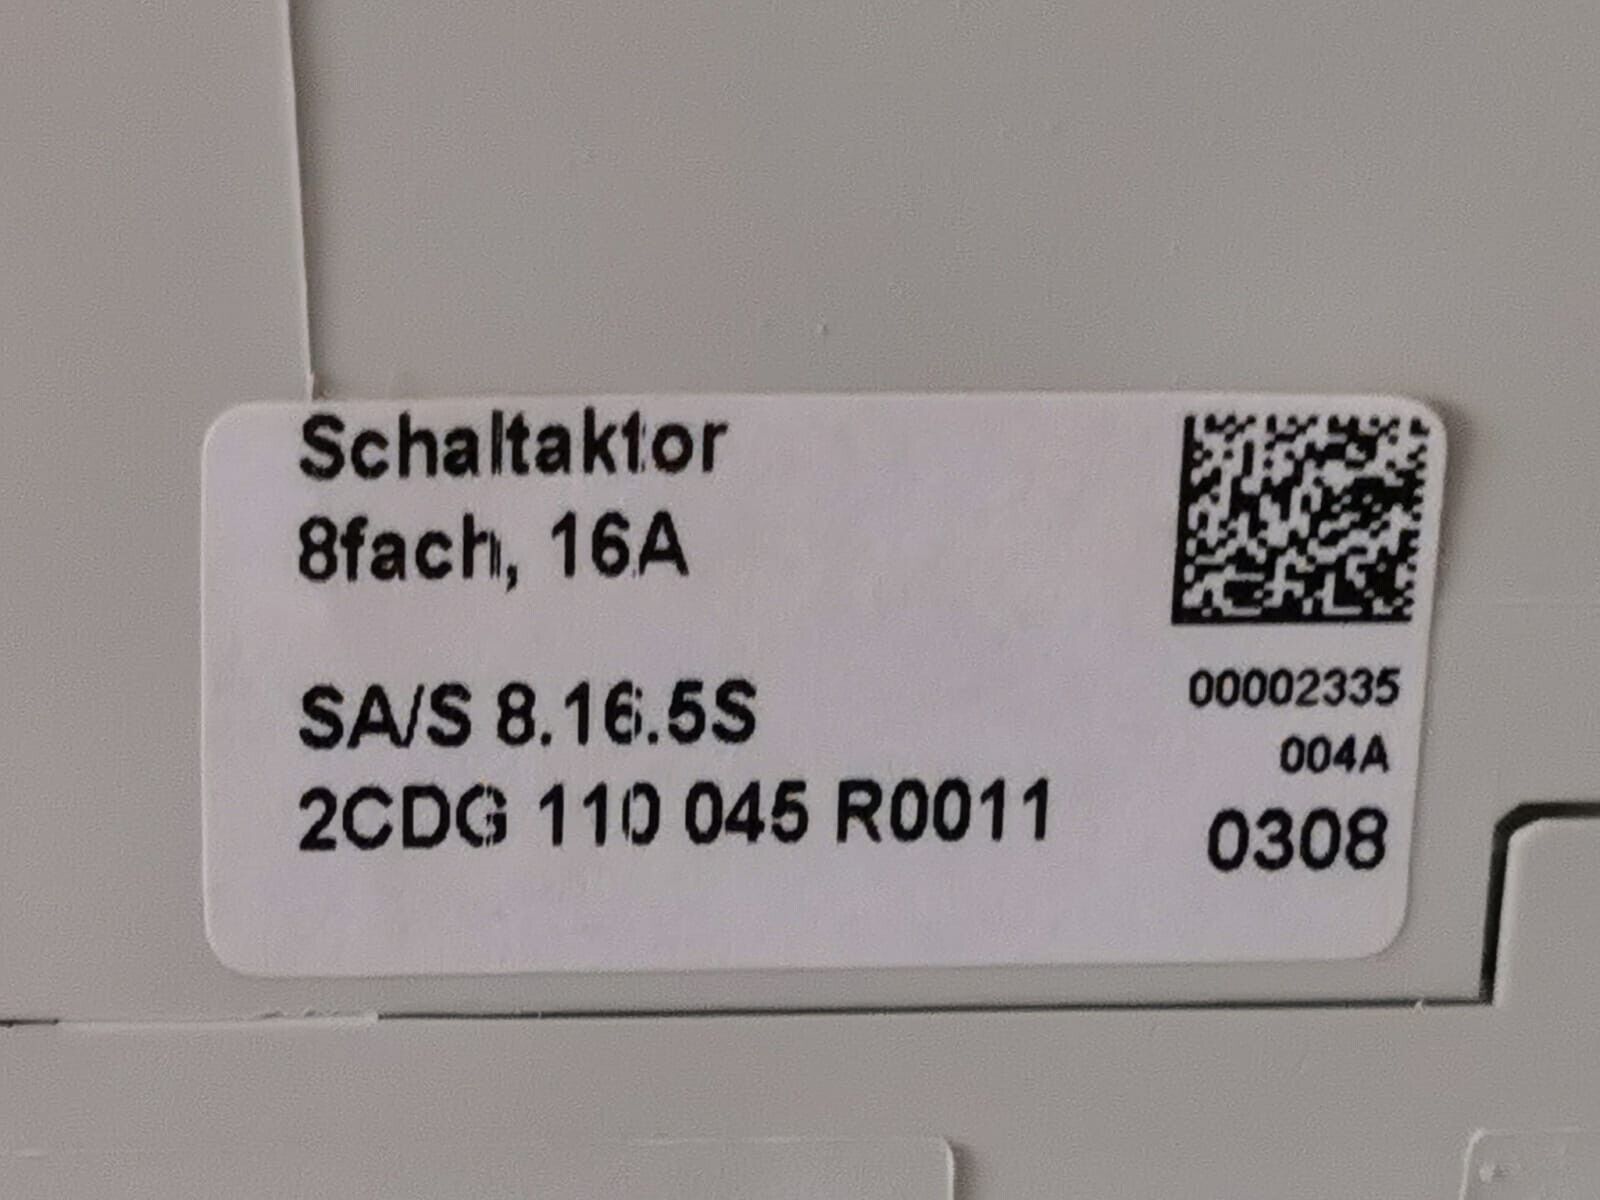 Schaltaktor
8fach, 16A
SA/S 8.16.5S
2CDG 110 045 R0011
00002335
004A
0308